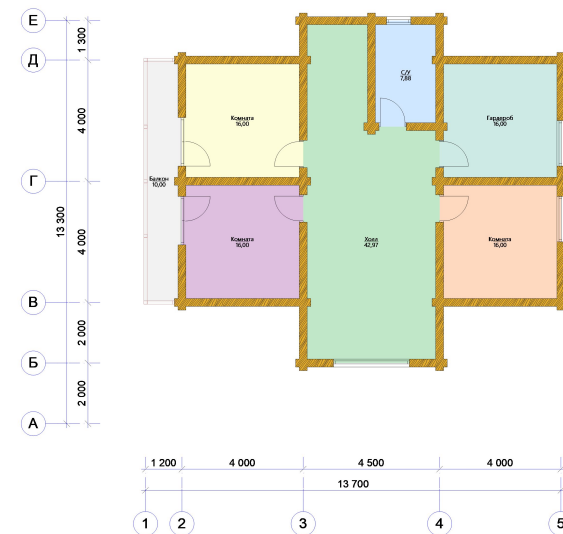 Е
Д
Г
В
Б
А
1 300
4 000
4 000
2 000
2 000
13 300
С/У
7,88
Комната
16,00
Гардероб
16,00
Балкон
10,00
Комната
16,00
Холл
42,97
Комната
16,00
1 200
4 000
4 500
4 000
13 700
1
2
3
4
5